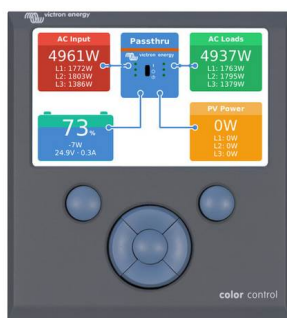 victron energy
AC Input
4961W
L1: 1772W
L2: 1803W
L3: 1386W
Passthru
victron energy
AC Loads
4937W
L1: 1763W
L2: 1795W
L3: 1379W
73%
-7W
24.9V · 0.3A
PV Power
0W
L1: 0W
L2: 0W
L3: 0W
color control